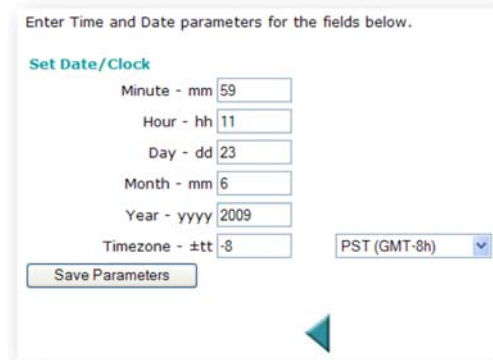 Enter Time and Date parameters for the fields below.
Set Date/Clock
Minute - mm 59
Hour - hh 11
Day - dd 23
Month - mm 6
Year - yyyy 2009
Timezone - ±tt -8 PST (GMT-8h)
Save Parameters